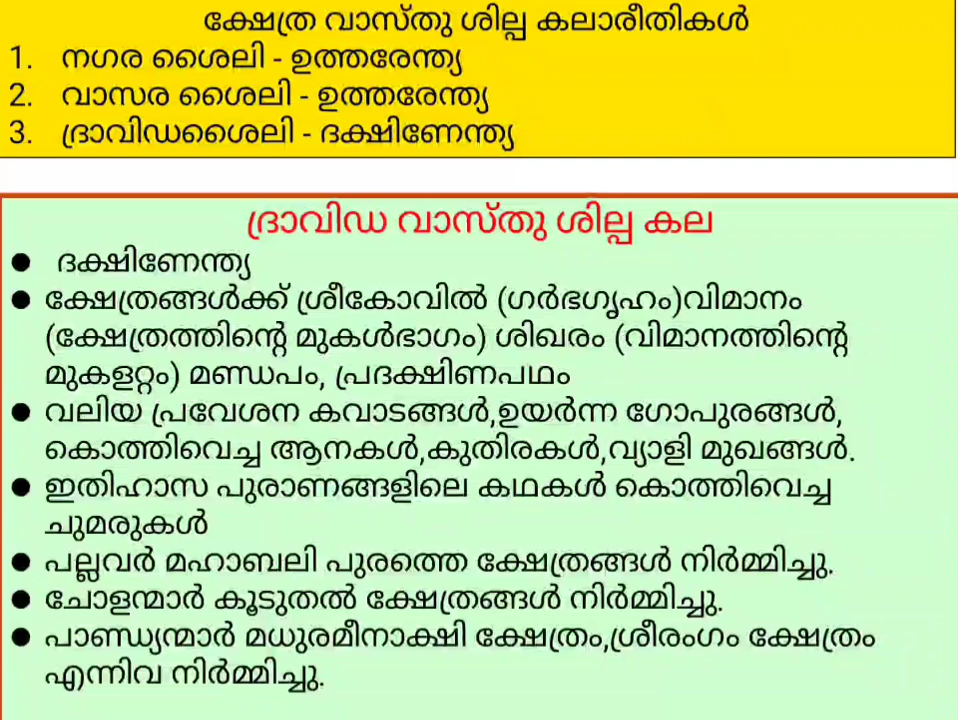 ക്ഷേത്ര വാസ്തു ശില്പ കലാരീതികൾ
1. നഗര ശൈലി - ഉത്തരേന്ത്യ
2. വാസര ശൈലി - ഉത്തരേന്ത്യ
3. ദ്രാവിഡശൈലി - ദക്ഷിണേന്ത്യ
ദ്രാവിഡ വാസ്തു ശില്പ കല
● ദക്ഷിണേന്ത്യ
● ക്ഷേത്രങ്ങൾക്ക് ശ്രീകോവിൽ (ഗർഭഗൃഹം)വിമാനം
(ക്ഷേത്രത്തിന്റെ മുകൾഭാഗം) ശിഖരം (വിമാനത്തിന്റെ
മുകളറ്റം) മണ്ഡപം, പ്രദക്ഷിണപഥം
● വലിയ പ്രവേശന കവാടങ്ങൾ,ഉയർന്ന ഗോപുരങ്ങൾ,
കൊത്തിവെച്ച ആനകൾ,കുതിരകൾ,വ്യാളി മുഖങ്ങൾ.
● ഇതിഹാസ പുരാണങ്ങളിലെ കഥകൾ കൊത്തിവെച്ച
ചുമരുകൾ
● പല്ലവർ മഹാബലി പുരത്തെ ക്ഷേത്രങ്ങൾ നിർമ്മിച്ചു.
● ചോളന്മാർ കൂടുതൽ ക്ഷേത്രങ്ങൾ നിർമ്മിച്ചു.
● പാണ്ഡ്യന്മാർ മധുരമീനാക്ഷി ക്ഷേത്രം,ശ്രീരംഗം ക്ഷേത്രം
എന്നിവ നിർമ്മിച്ചു.